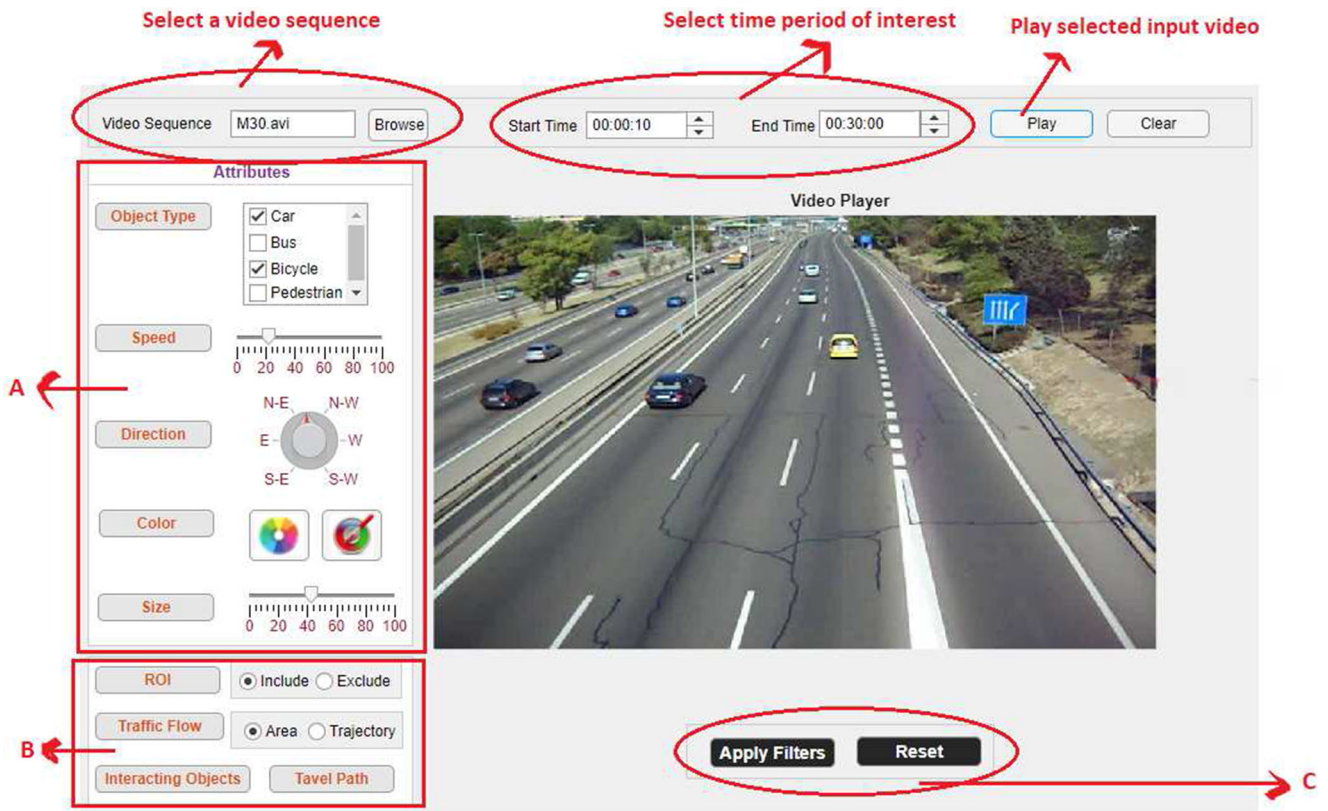 Select a video sequence
Select time period of interest
Play selected input video
Video Sequence M30.avi Browse
Start Time 00:00:10 End Time 00:30:00
Play Clear
Attributes
Object Type
Car
Bus
Bicycle
Pedestrian
Speed
0 20 40 60 80 100
A
Direction
N-E N-W
E W
S-E S-W
Color
Size
0 20 40 60 80 100
Video Player
ROI Include Exclude
Traffic Flow Area Trajectory
B
Interacting Objects Tavel Path
Apply Filters Reset
C